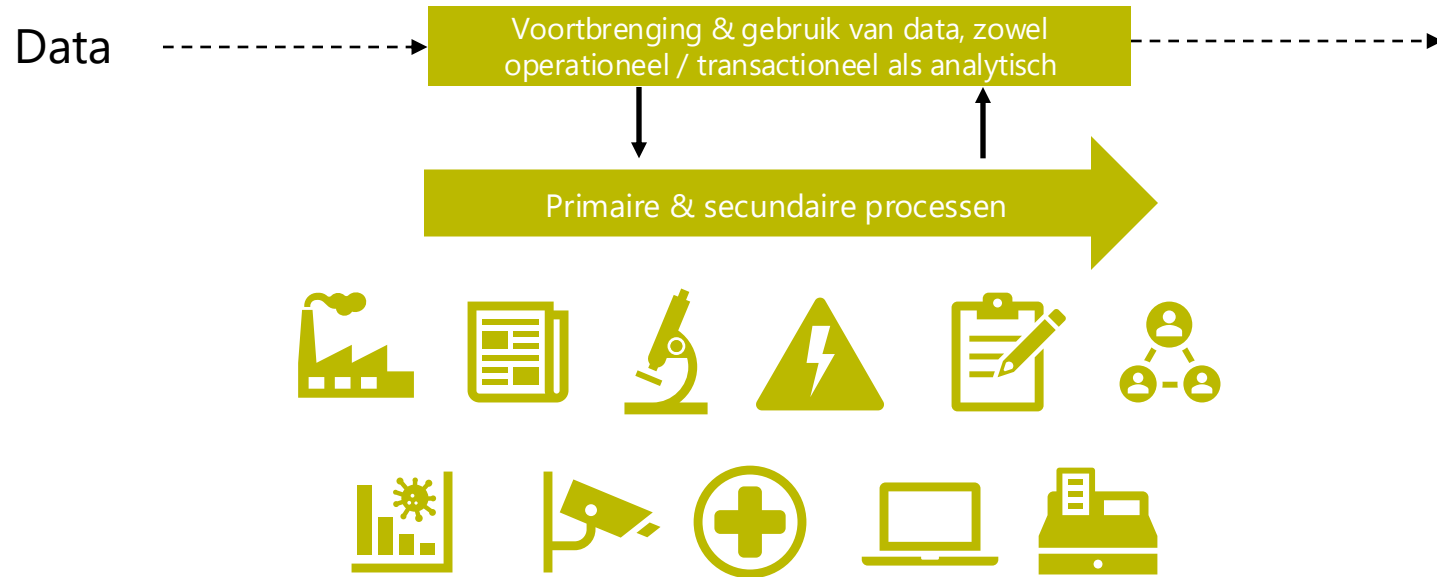 Data
Voortbrenging & gebruik van data, zowel
operationeel / transactioneel als analytisch
Primaire & secundaire processen